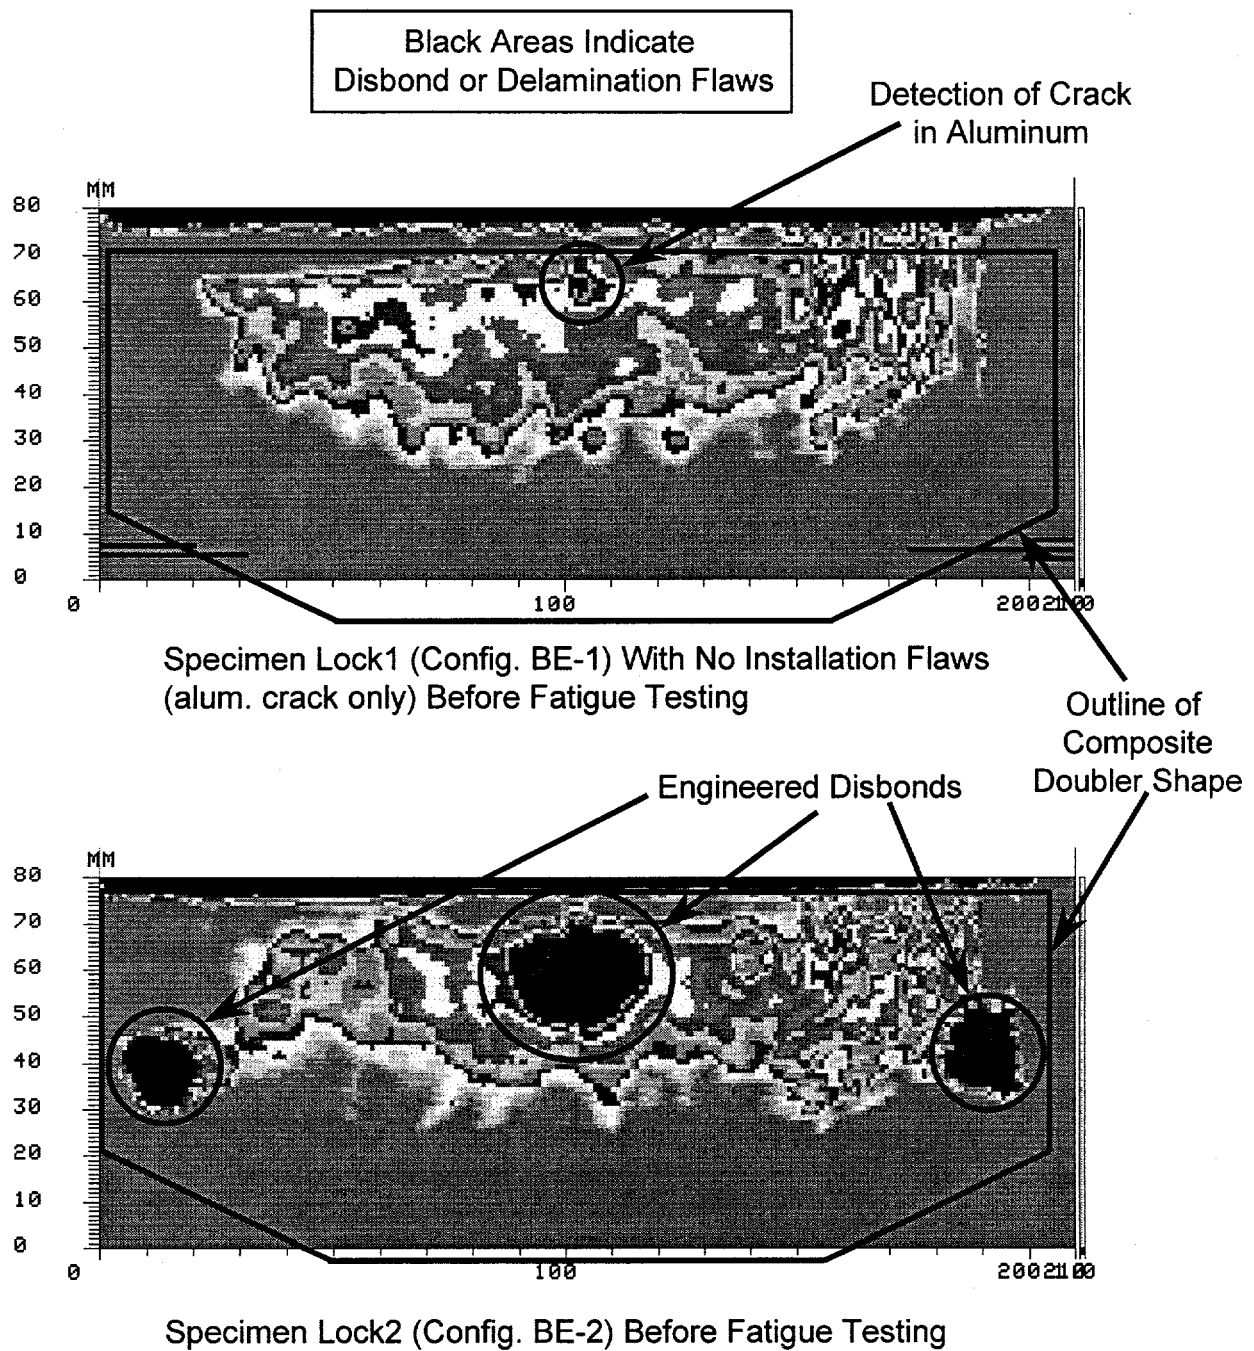 Black Areas Indicate
Disbond or Delamination Flaws
Detection of Crack
in Aluminum
MM
80
70
60
50
40
30
20
10
0
0 100 200
Specimen Lock1 (Config. BE-1) With No Installation Flaws
(alum. crack only) Before Fatigue Testing
Outline of
Composite
Doubler Shape
Engineered Disbonds
MM
80
70
60
50
40
30
20
10
0
0 100 200
Specimen Lock2 (Config. BE-2) Before Fatigue Testing